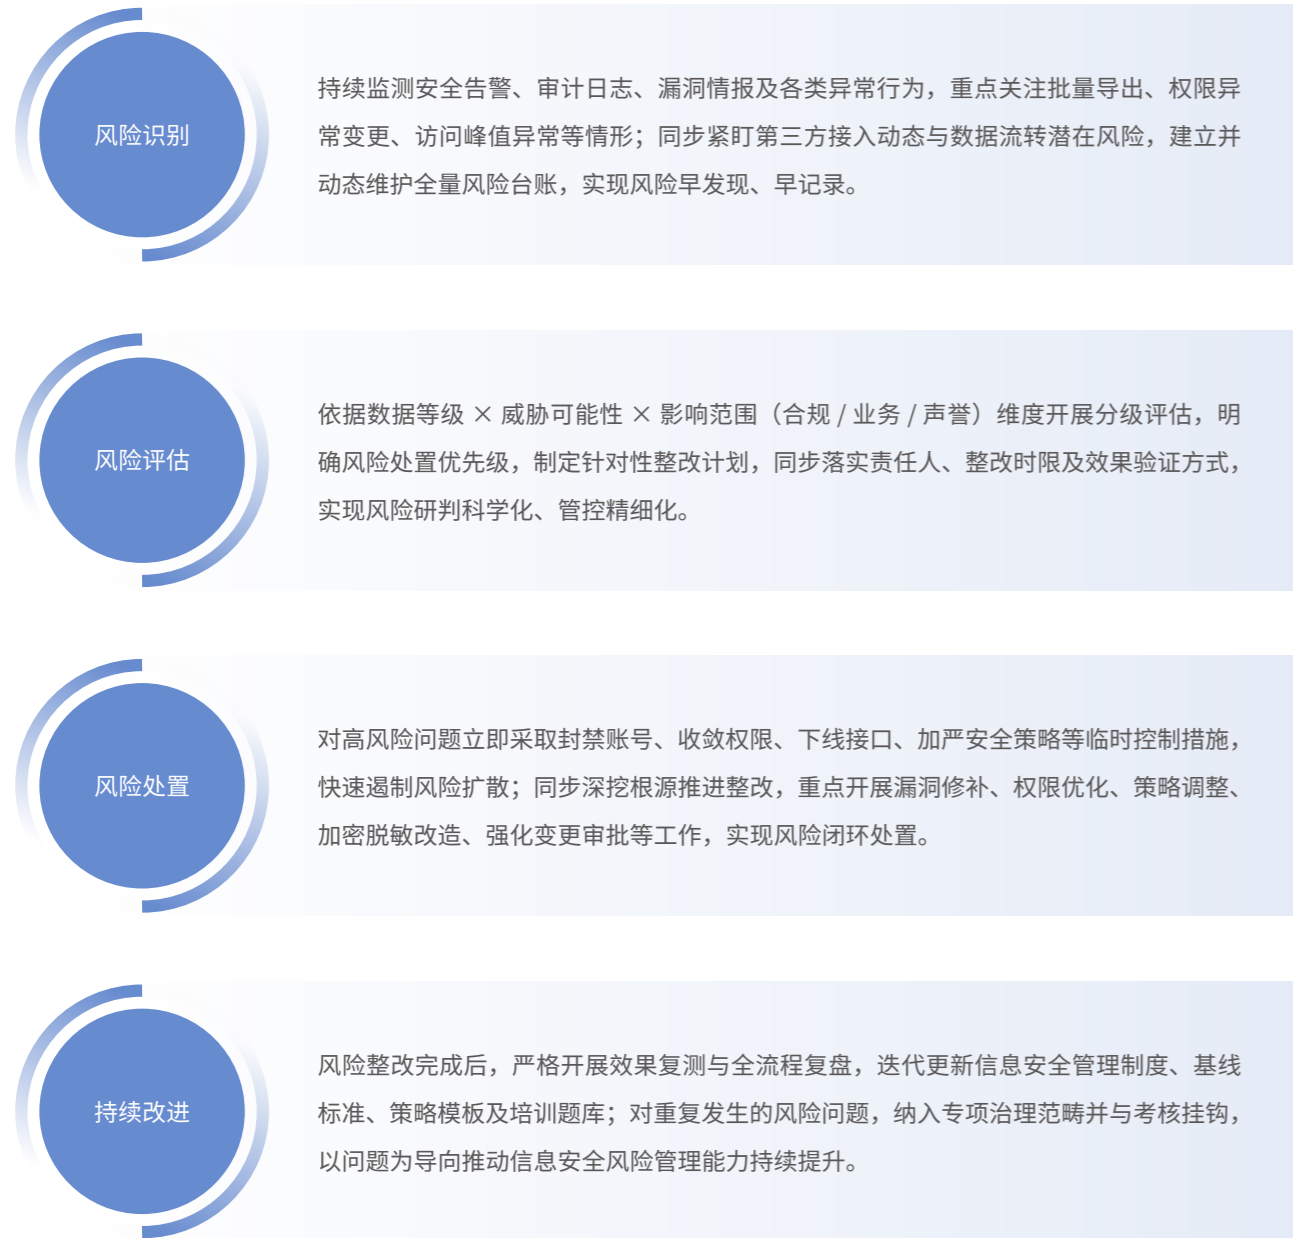 风险识别
持续监测安全告警、审计日志、漏洞情报及各类异常行为，重点关注批量导出、权限异
常变更、访问峰值异常等情形；同步紧盯第三方接入动态与数据流转潜在风险，建立并
动态维护全量风险台账，实现风险早发现、早记录。
风险评估
依据数据等级 × 威胁可能性 × 影响范围（合规 / 业务 / 声誉）维度开展分级评估，明
确风险处置优先级，制定针对性整改计划，同步落实责任人、整改时限及效果验证方式，
实现风险研判科学化、管控精细化。
风险处置
对高风险问题立即采取封禁账号、收敛权限、下线接口、加严安全策略等临时控制措施，
快速遏制风险扩散；同步深挖根源推进整改，重点开展漏洞修补、权限优化、策略调整、
加密脱敏改造、强化变更审批等工作，实现风险闭环处置。
持续改进
风险整改完成后，严格开展效果复测与全流程复盘，迭代更新信息安全管理制度、基线
标准、策略模板及培训题库；对重复发生的风险问题，纳入专项治理范畴并与考核挂钩，
以问题为导向推动信息安全风险管理能力持续提升。